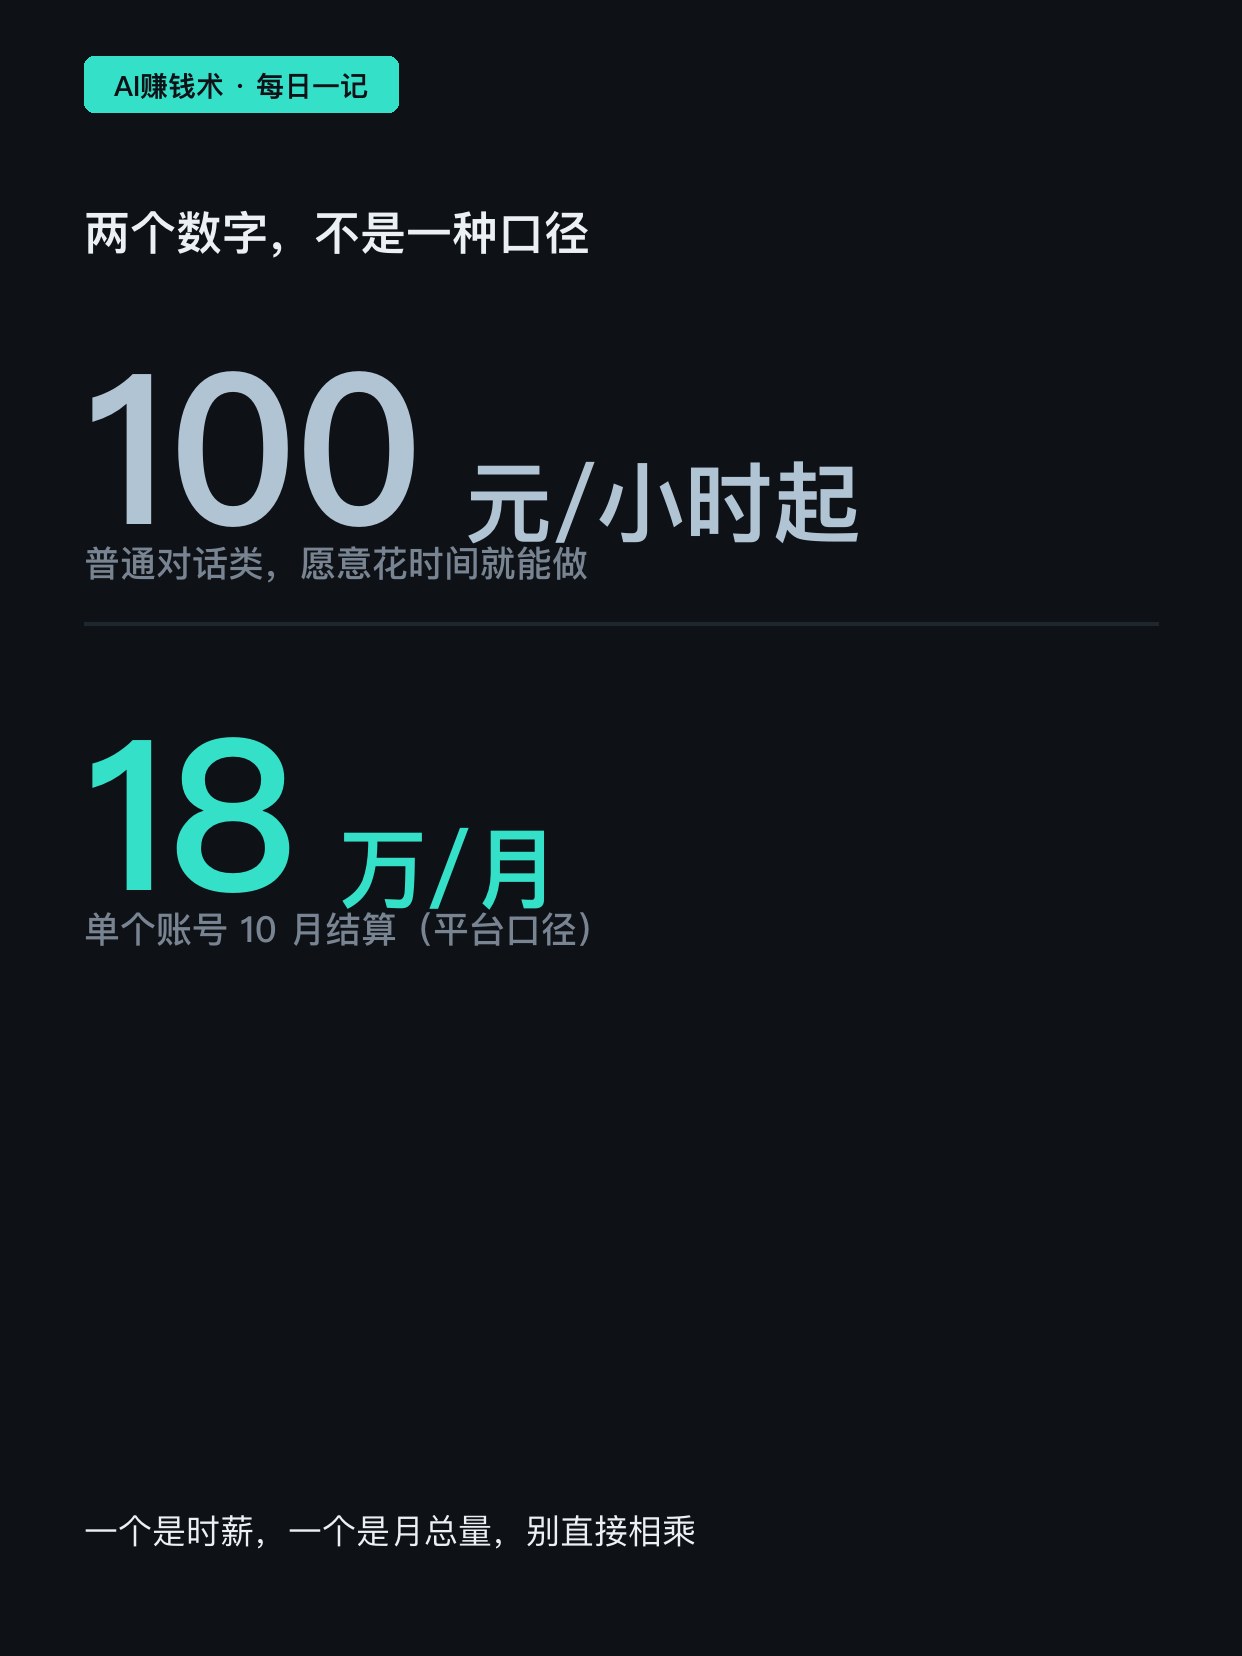 AI赚钱术 · 每日一记
两个数字，不是一种口径
100 元/小时起
普通对话类，愿意花时间就能做
18 万/月
单个账号 10 月结算（平台口径）
一个是时薪，一个是月总量，别直接相乘